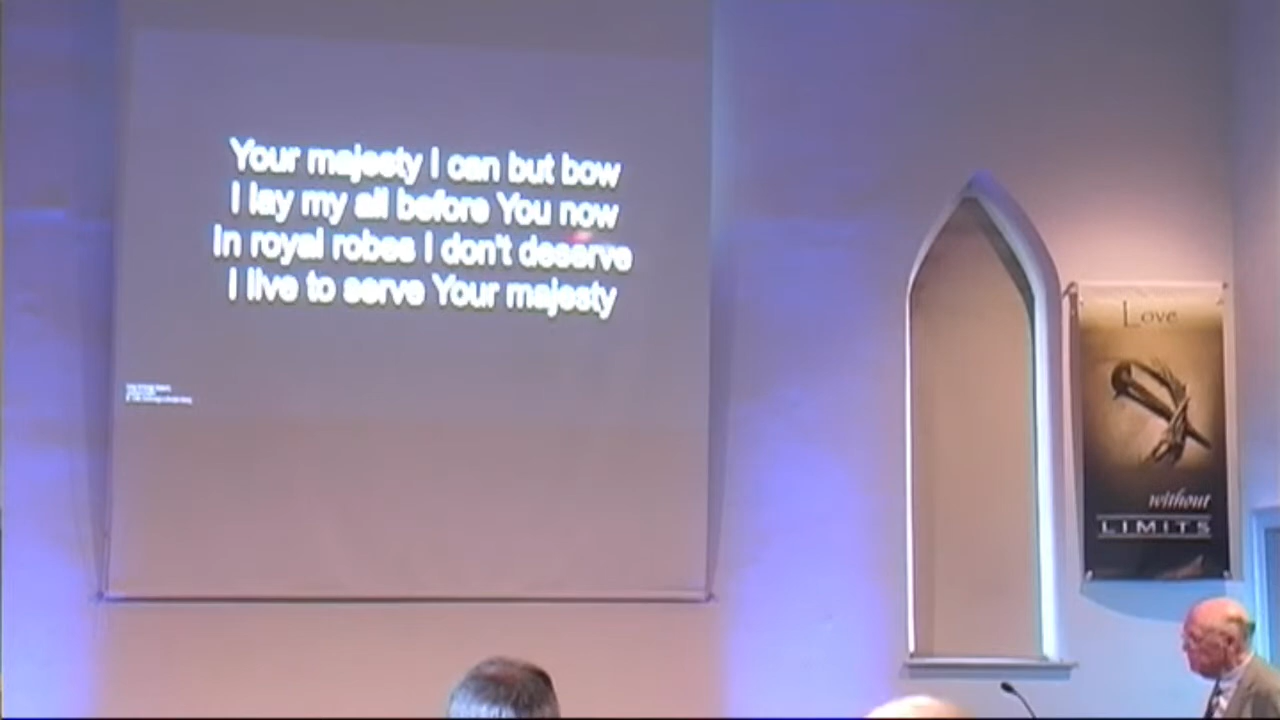 Your majesty I can but bow
I lay my all before You now
In royal robes I don't deserve
I live to serve Your majesty
Love
without
LIMITS